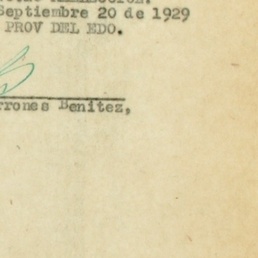 Septiembre 20 de 1929
PROV DEL EDO.
rrones Benitez,